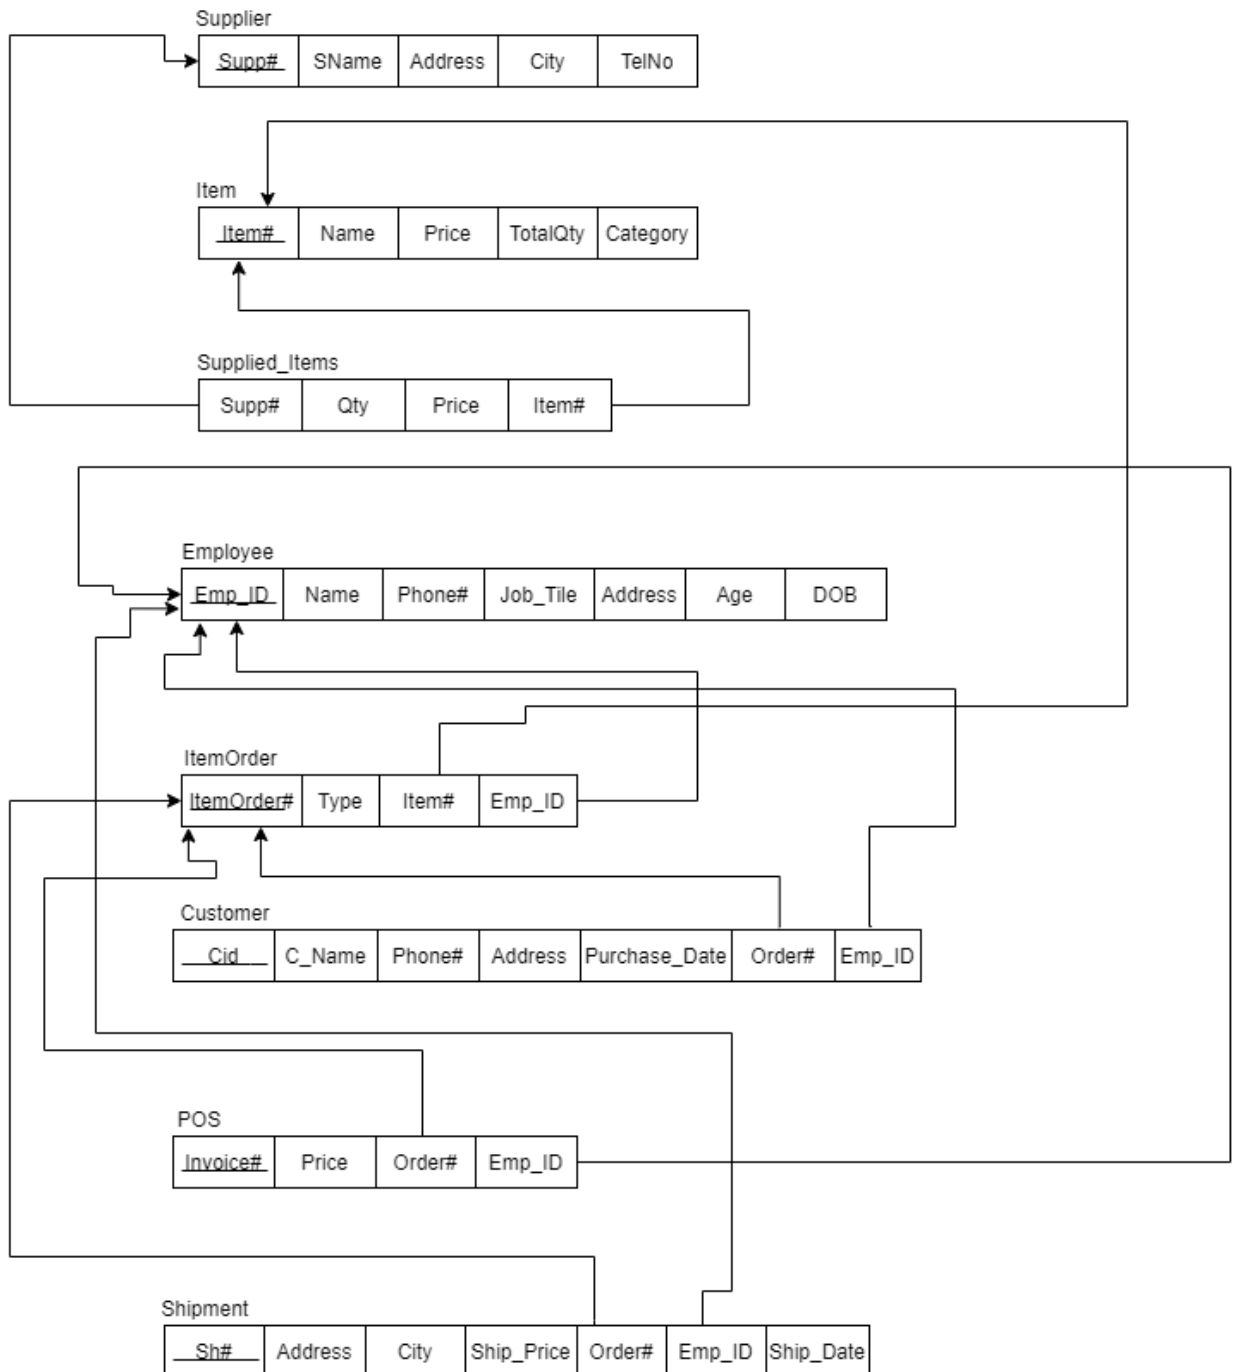 Supplier
Supp# SName Address City TelNo
Item
Item# Name Price TotalQty Category
Supplied_Items
Supp# Qty Price Item#
Employee
Emp_ID Name Phone# Job_Tile Address Age DOB
ItemOrder
ItemOrder# Type Item# Emp_ID
Customer
Cid C_Name Phone# Address Purchase_Date Order# Emp_ID
POS
Invoice# Price Order# Emp_ID
Shipment
Sh# Address City Ship_Price Order# Emp_ID Ship_Date